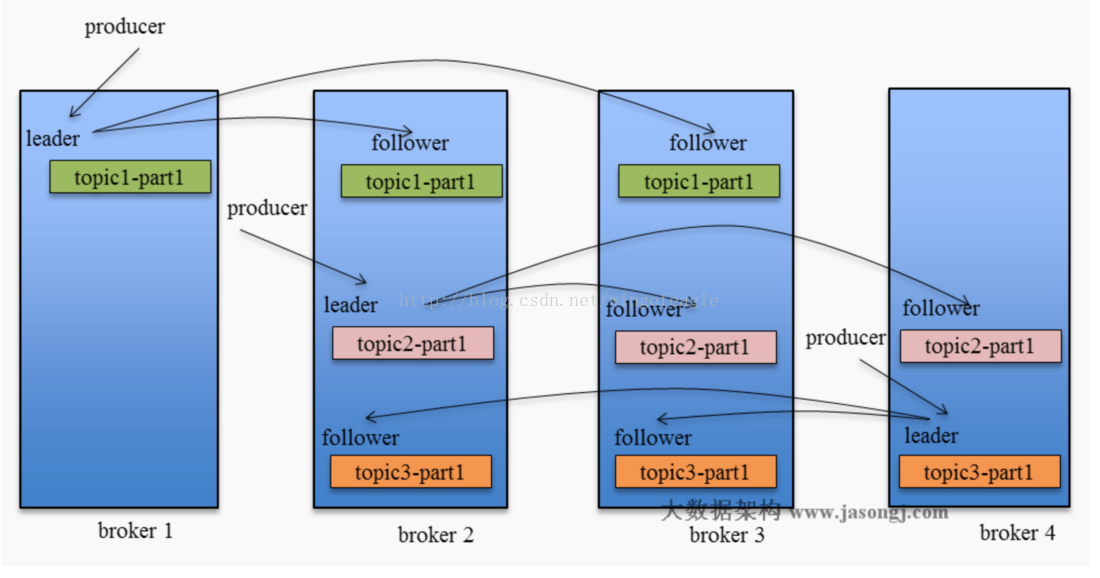 producer
leader
follower
follower
topic1-part1
topic1-part1
topic1-part1
producer
leader
http://blog.csdn.net/
follower
follower
topic2-part1
topic2-part1
producer
topic2-part1
follower
follower
leader
topic3-part1
topic3-part1
topic3-part1
大数据架构 www.jasongj.com
broker 1
broker 2
broker 3
broker 4